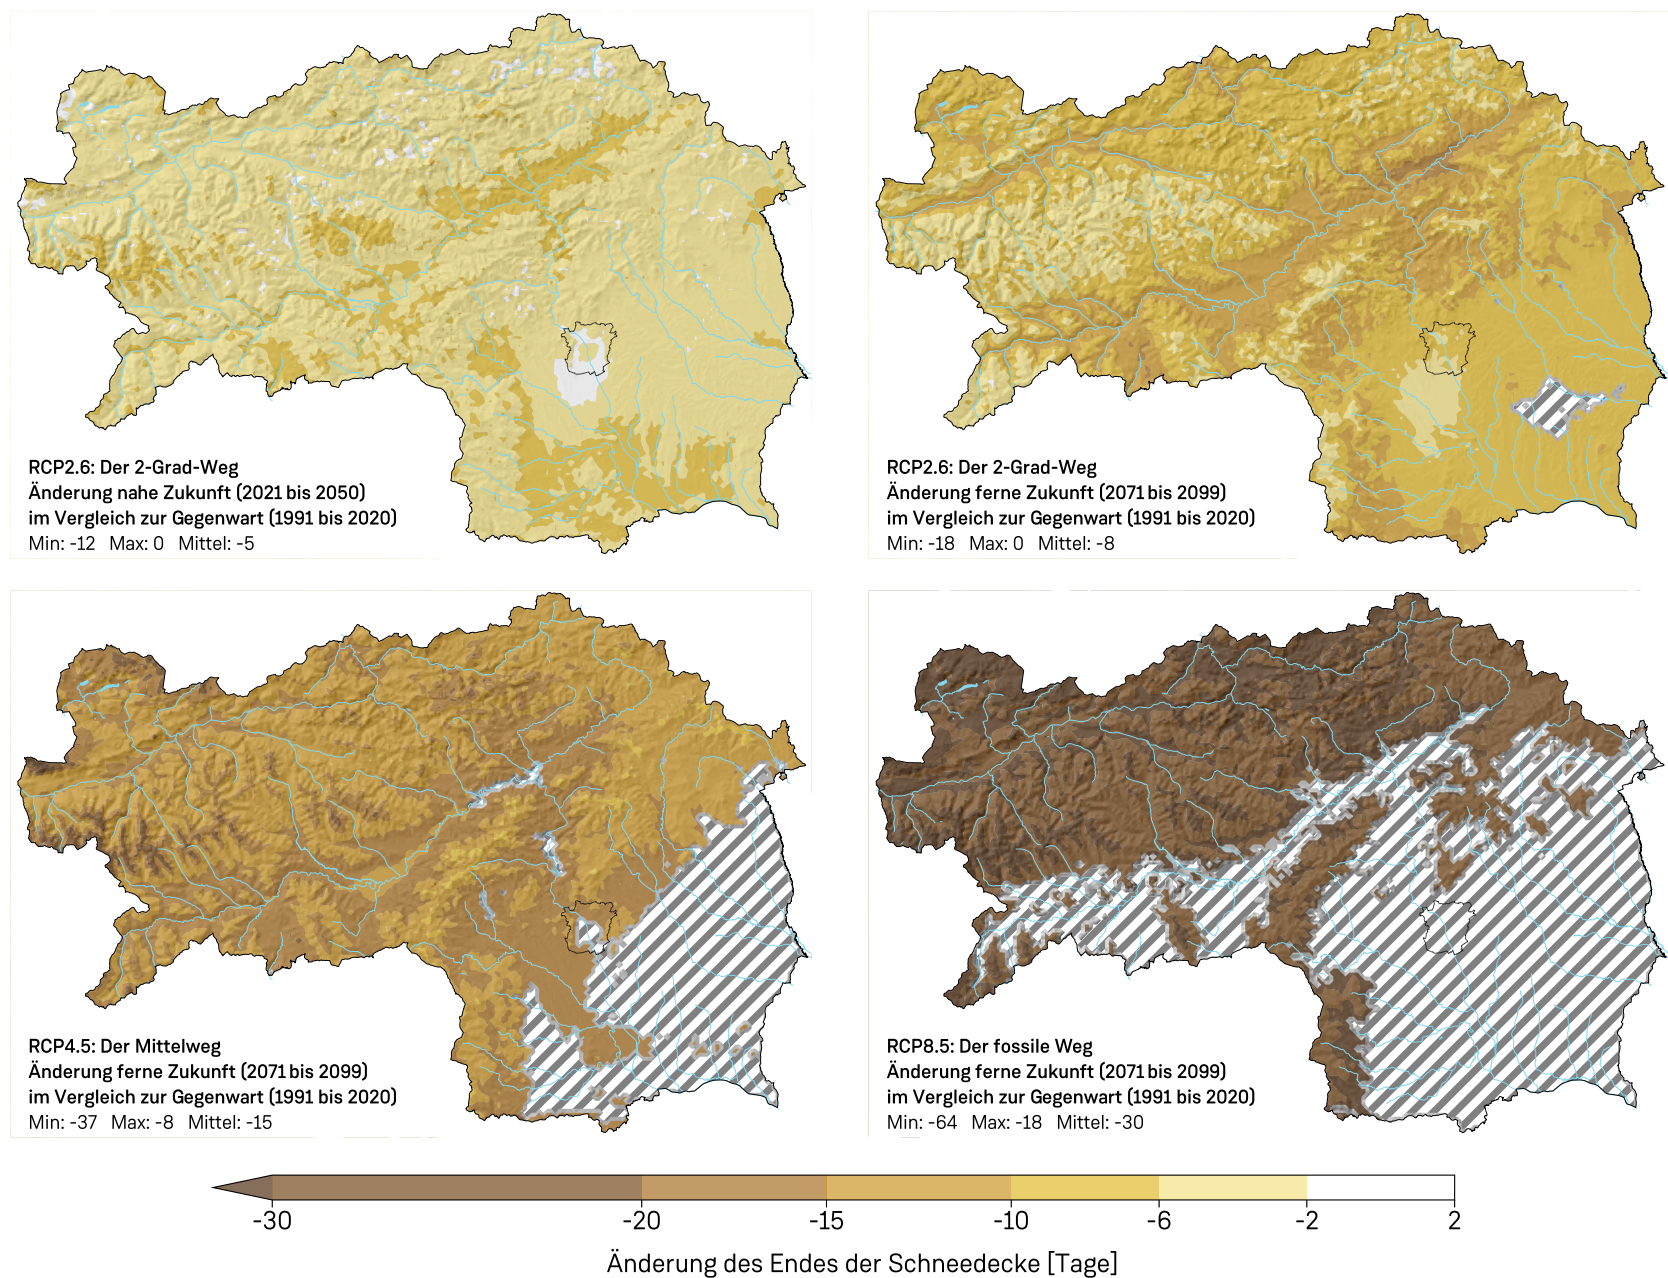 RCP2.6: Der 2-Grad-Weg
Änderung nahe Zukunft (2021 bis 2050)
im Vergleich zur Gegenwart (1991 bis 2020)
Min: -12 Max: 0 Mittel: -5
RCP2.6: Der 2-Grad-Weg
Änderung ferne Zukunft (2071 bis 2099)
im Vergleich zur Gegenwart (1991 bis 2020)
Min: -18 Max: 0 Mittel: -8
RCP4.5: Der Mittelweg
Änderung ferne Zukunft (2071 bis 2099)
im Vergleich zur Gegenwart (1991 bis 2020)
Min: -37 Max: -8 Mittel: -15
RCP8.5: Der fossile Weg
Änderung ferne Zukunft (2071 bis 2099)
im Vergleich zur Gegenwart (1991 bis 2020)
Min: -64 Max: -18 Mittel: -30
-30 -20 -15 -10 -6 -2 2
Änderung des Endes der Schneedecke [Tage]